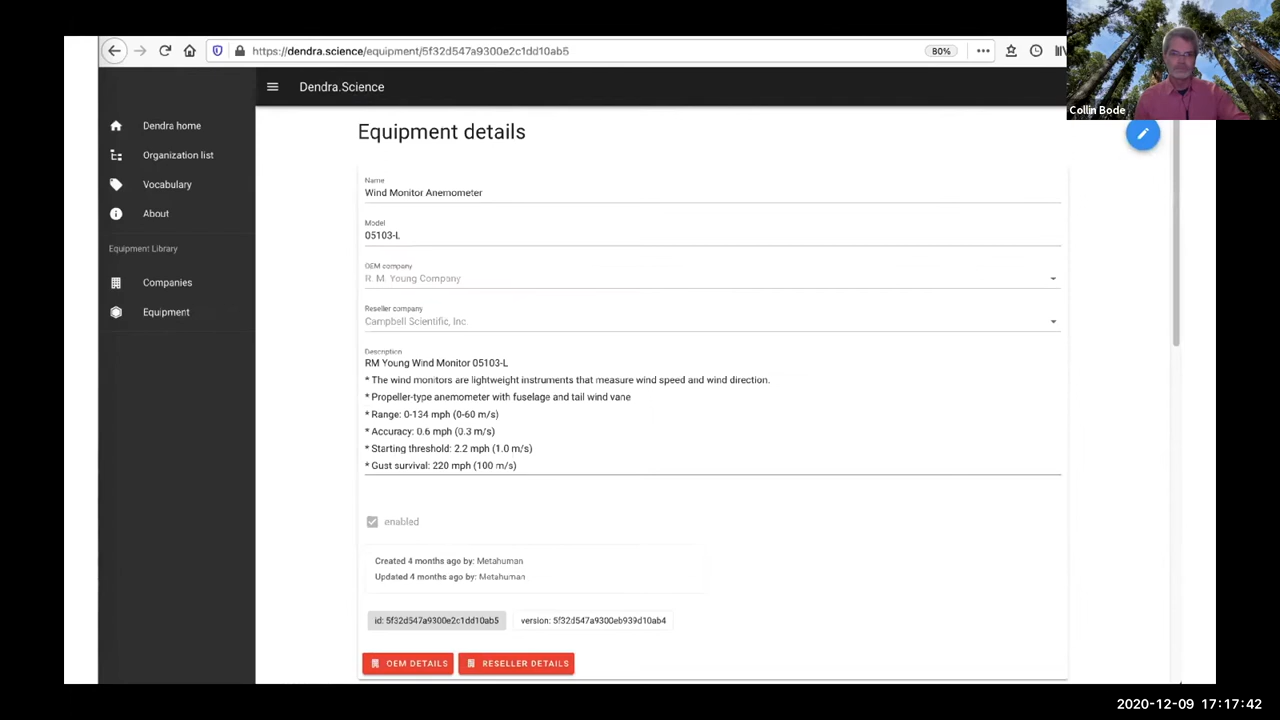 https://dendra.science/equipment/5f32d547a9300e2c1dd10ab5
80%
Collin Bode
Dendra.Science
Dendra home
Organization list
Vocabulary
About
Equipment Library
Companies
Equipment
Equipment details
Name
Wind Monitor Anemometer
Model
05103-L
OEM company
R. M. Young Company
Reseller company
Campbell Scientific, Inc.
Description
RM Young Wind Monitor 05103-L
* The wind monitors are lightweight instruments that measure wind speed and wind direction.
* Propeller-type anemometer with fuselage and tail wind vane
* Range: 0-134 mph (0-60 m/s)
* Accuracy: 0.6 mph (0.3 m/s)
* Starting threshold: 2.2 mph (1.0 m/s)
* Gust survival: 220 mph (100 m/s)
enabled
Created 4 months ago by: Metahuman
Updated 4 months ago by: Metahuman
id: 5f32d547a9300e2c1dd10ab5
version: 5f32d547a9300eb939d10ab4
OEM DETAILS
RESELLER DETAILS
2020-12-09 17:17:42